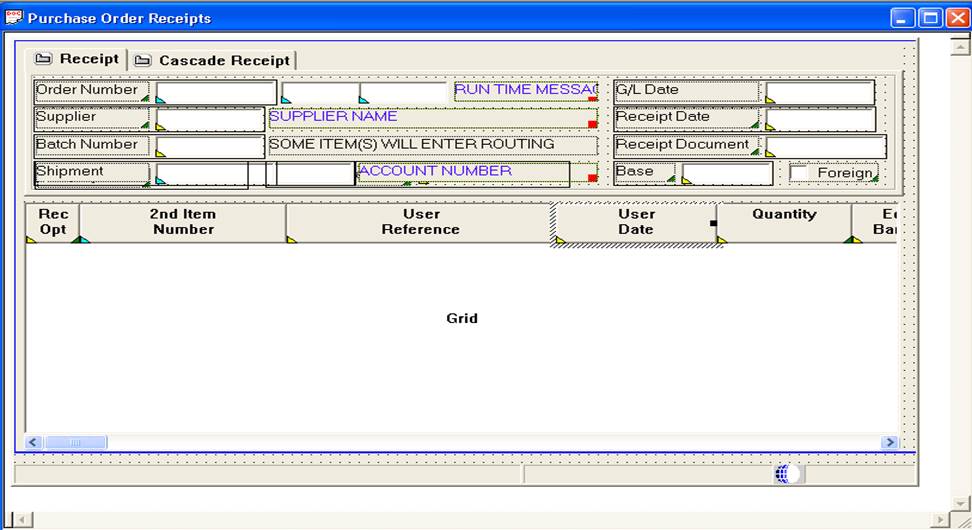 Purchase Order Receipts
Receipt
Cascade Receipt
Order Number
RUN TIME MESSAG
G/L Date
Supplier
SUPPLIER NAME
Receipt Date
Batch Number
SOME ITEM(S) WILL ENTER ROUTING
Receipt Document
Shipment
ACCOUNT NUMBER
Base
Foreign
Rec
Opt
2nd Item
Number
User
Reference
User
Date
Quantity
Grid